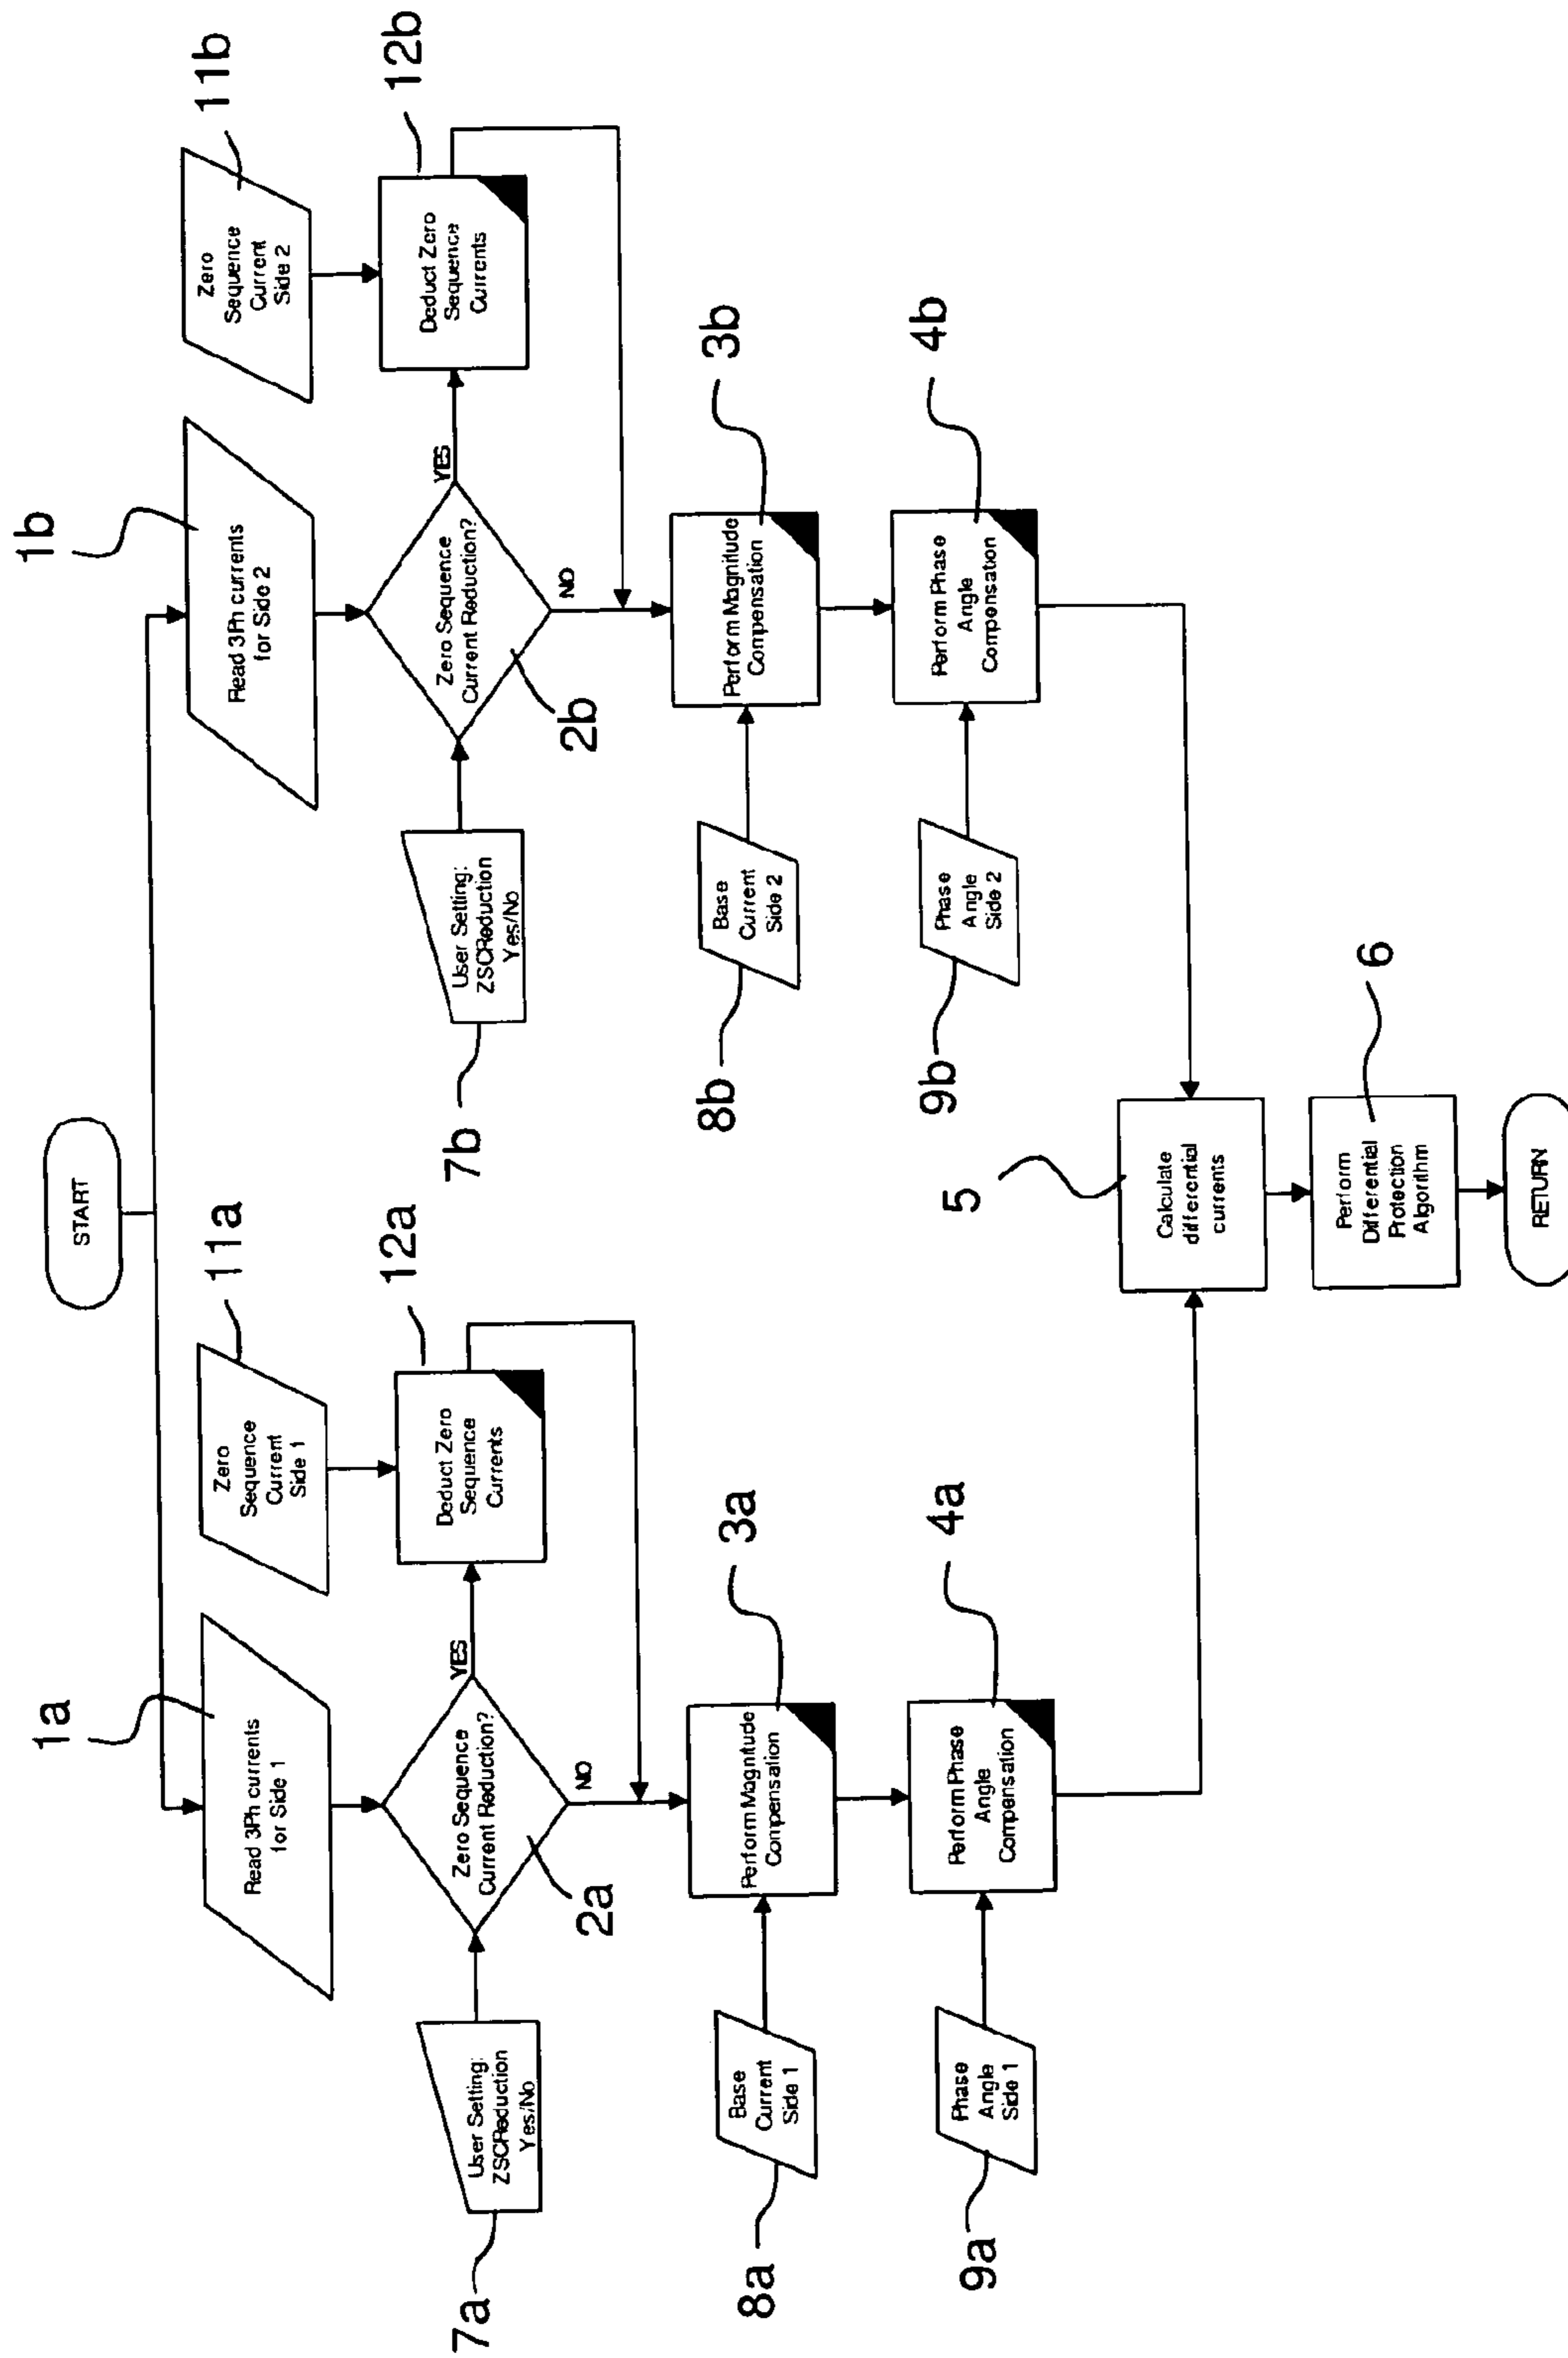 START
1a
Read 3Ph currents
for Side 1
11a
Zero
Sequence
Current
Side 1
7a
User Setting:
ZSCReduction
Yes/No
Zero Sequence
Current Reduction?
2a
YES
NO
12a
Deduct Zero
Sequence
Currents
8a
Base
Current
Side 1
Perform Magnitude
Compensation
3a
9a
Phase
Angle
Side 1
Perform Phase
Angle
Compensation
4a
1b
Read 3Ph currents
for Side 2
11b
Zero
Sequence
Current
Side 2
7b
User Setting:
ZSCReduction
Yes/No
Zero Sequence
Current Reduction?
2b
YES
NO
12b
Deduct Zero
Sequence
Currents
8b
Base
Current
Side 2
Perform Magnitude
Compensation
3b
9b
Phase
Angle
Side 2
Perform Phase
Angle
Compensation
4b
5
Calculate
differential
currents
6
Perform
Differential
Protection
Algorithm
RETURN